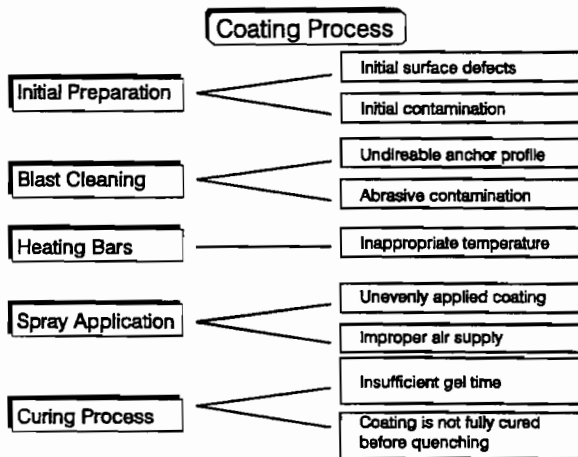 Coating Process
Initial Preparation
Initial surface defects
Initial contamination
Blast Cleaning
Undireable anchor profile
Abrasive contamination
Heating Bars
Inappropriate temperature
Spray Application
Unevenly applied coating
Improper air supply
Curing Process
Insufficient gel time
Coating is not fully cured
before quenching